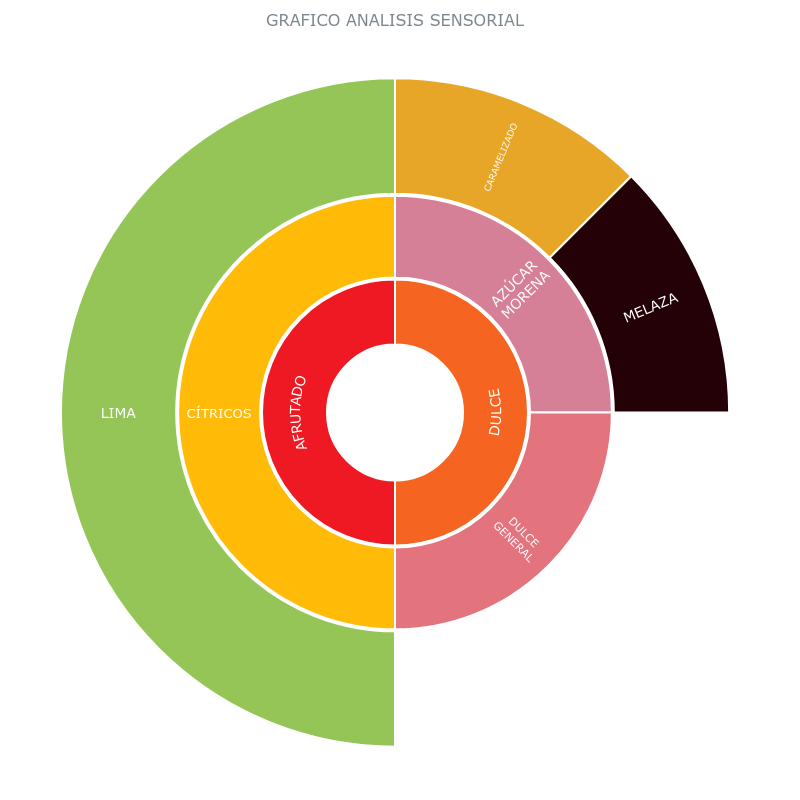 GRAFICO ANALISIS SENSORIAL
CARAMELIZADO
AZÚCAR
MORENA
MELAZA
LIMA
CÍTRICOS
AFRUTADO
DULCE
DULCE
GENERAL